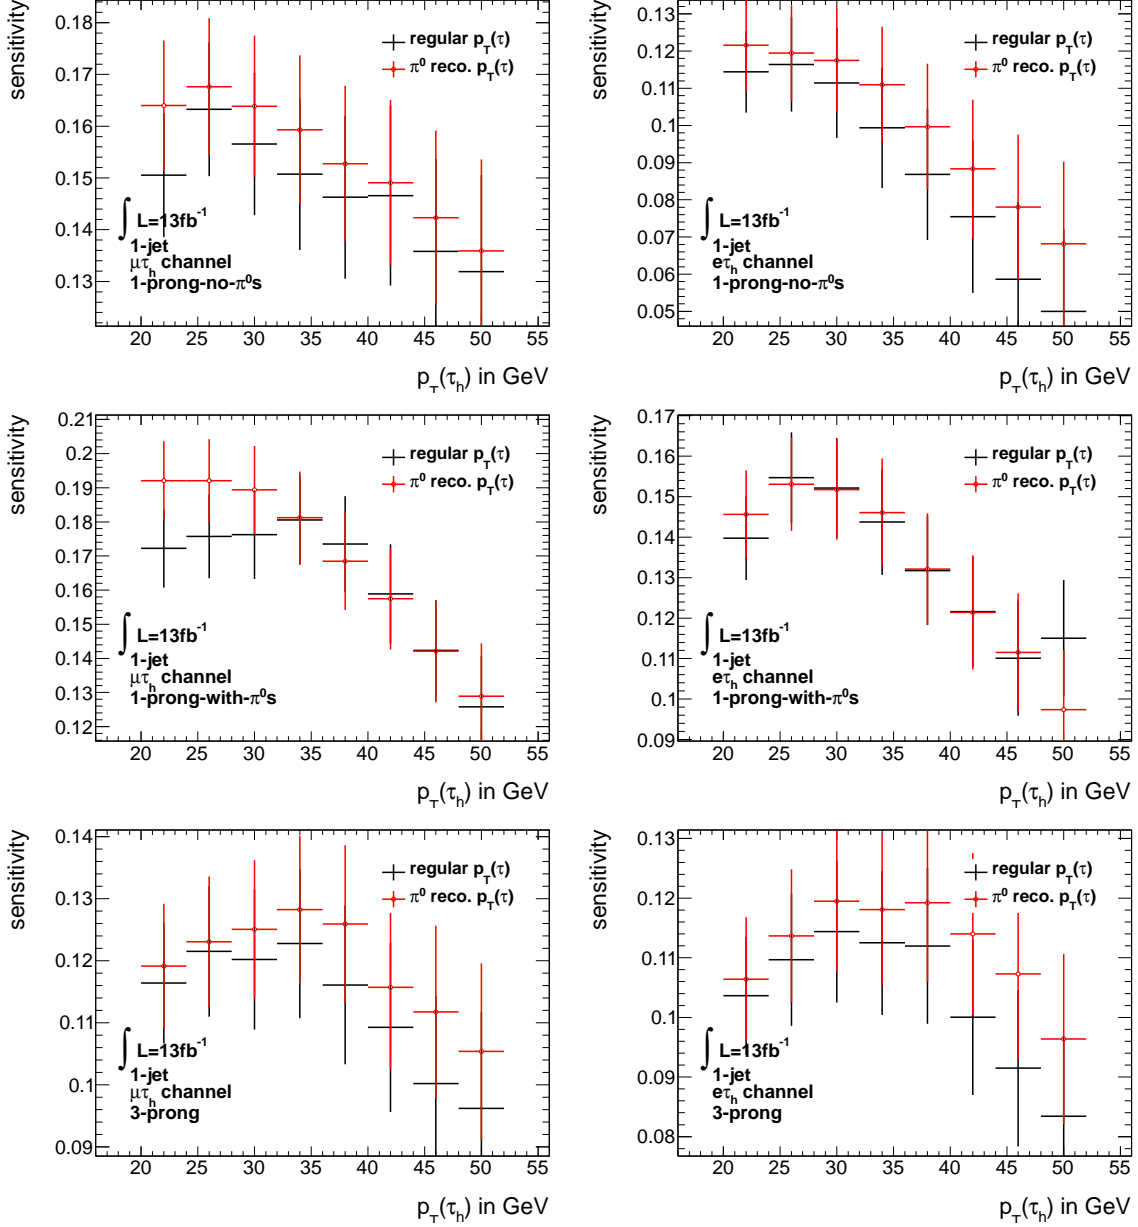 sensitivity
0.18
0.17
0.16
0.15
0.14
0.13
regular p_T(τ)
π⁰ reco. p_T(τ)
∫ L=13fb⁻¹
1-jet
μτ_h channel
1-prong-no-π⁰s
20 25 30 35 40 45 50 55
p_T(τ_h) in GeV
sensitivity
0.13
0.12
0.11
0.1
0.09
0.08
0.07
0.06
0.05
regular p_T(τ)
π⁰ reco. p_T(τ)
∫ L=13fb⁻¹
1-jet
eτ_h channel
1-prong-no-π⁰s
20 25 30 35 40 45 50 55
p_T(τ_h) in GeV
sensitivity
0.21
0.2
0.19
0.18
0.17
0.16
0.15
0.14
0.13
0.12
regular p_T(τ)
π⁰ reco. p_T(τ)
∫ L=13fb⁻¹
1-jet
μτ_h channel
1-prong-with-π⁰s
20 25 30 35 40 45 50 55
p_T(τ_h) in GeV
sensitivity
0.17
0.16
0.15
0.14
0.13
0.12
0.11
0.1
0.09
regular p_T(τ)
π⁰ reco. p_T(τ)
∫ L=13fb⁻¹
1-jet
eτ_h channel
1-prong-with-π⁰s
20 25 30 35 40 45 50 55
p_T(τ_h) in GeV
sensitivity
0.14
0.13
0.12
0.11
0.1
0.09
regular p_T(τ)
π⁰ reco. p_T(τ)
∫ L=13fb⁻¹
1-jet
μτ_h channel
3-prong
20 25 30 35 40 45 50 55
p_T(τ_h) in GeV
sensitivity
0.13
0.12
0.11
0.1
0.09
0.08
regular p_T(τ)
π⁰ reco. p_T(τ)
∫ L=13fb⁻¹
1-jet
eτ_h channel
3-prong
20 25 30 35 40 45 50 55
p_T(τ_h) in GeV